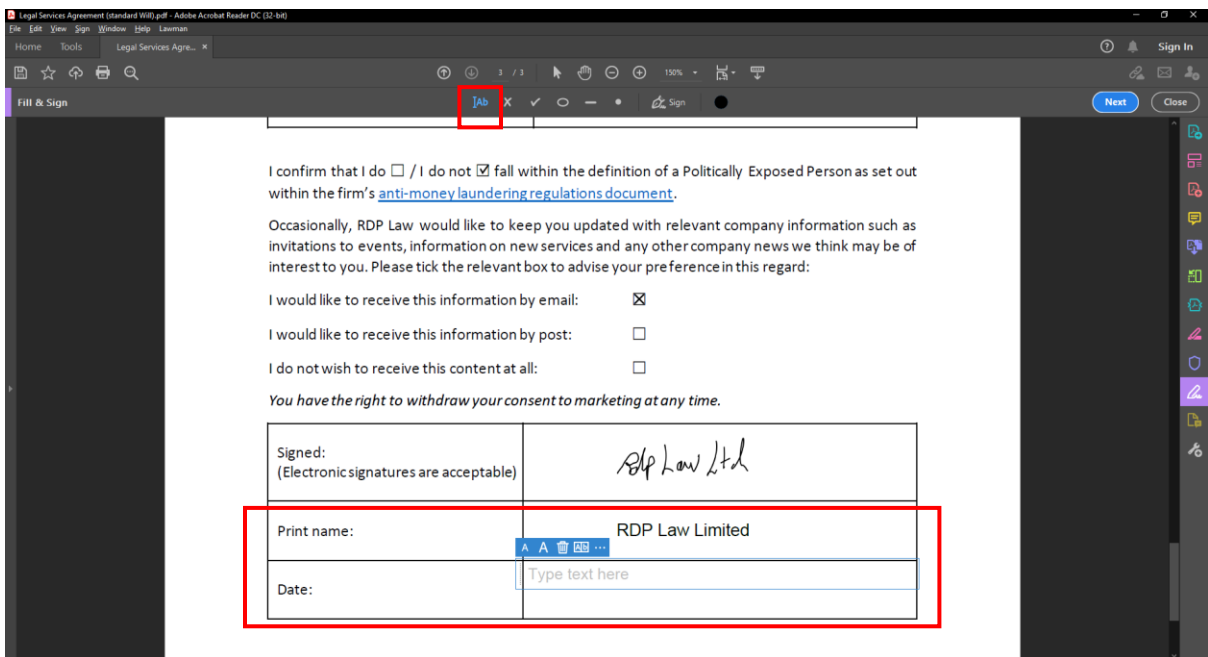 Legal Services Agreement (standard Will).pdf - Adobe Acrobat Reader DC (32-bit)
File Edit View Sign Window Help Lawman
Home Tools Legal Services Agre... × Sign In
3 / 3 150%
Fill & Sign IAb X Sign Next Close
I confirm that I do ☐ / I do not ☑ fall within the definition of a Politically Exposed Person as set out
within the firm's anti-money laundering regulations document.
Occasionally, RDP Law would like to keep you updated with relevant company information such as
invitations to events, information on new services and any other company news we think may be of
interest to you. Please tick the relevant box to advise your preference in this regard:
I would like to receive this information by email: ☒
I would like to receive this information by post: ☐
I do not wish to receive this content at all: ☐
You have the right to withdraw your consent to marketing at any time.
Signed:
(Electronic signatures are acceptable)
Rdp Law Ltd
Print name:
RDP Law Limited
A A Ab ...
Type text here
Date: